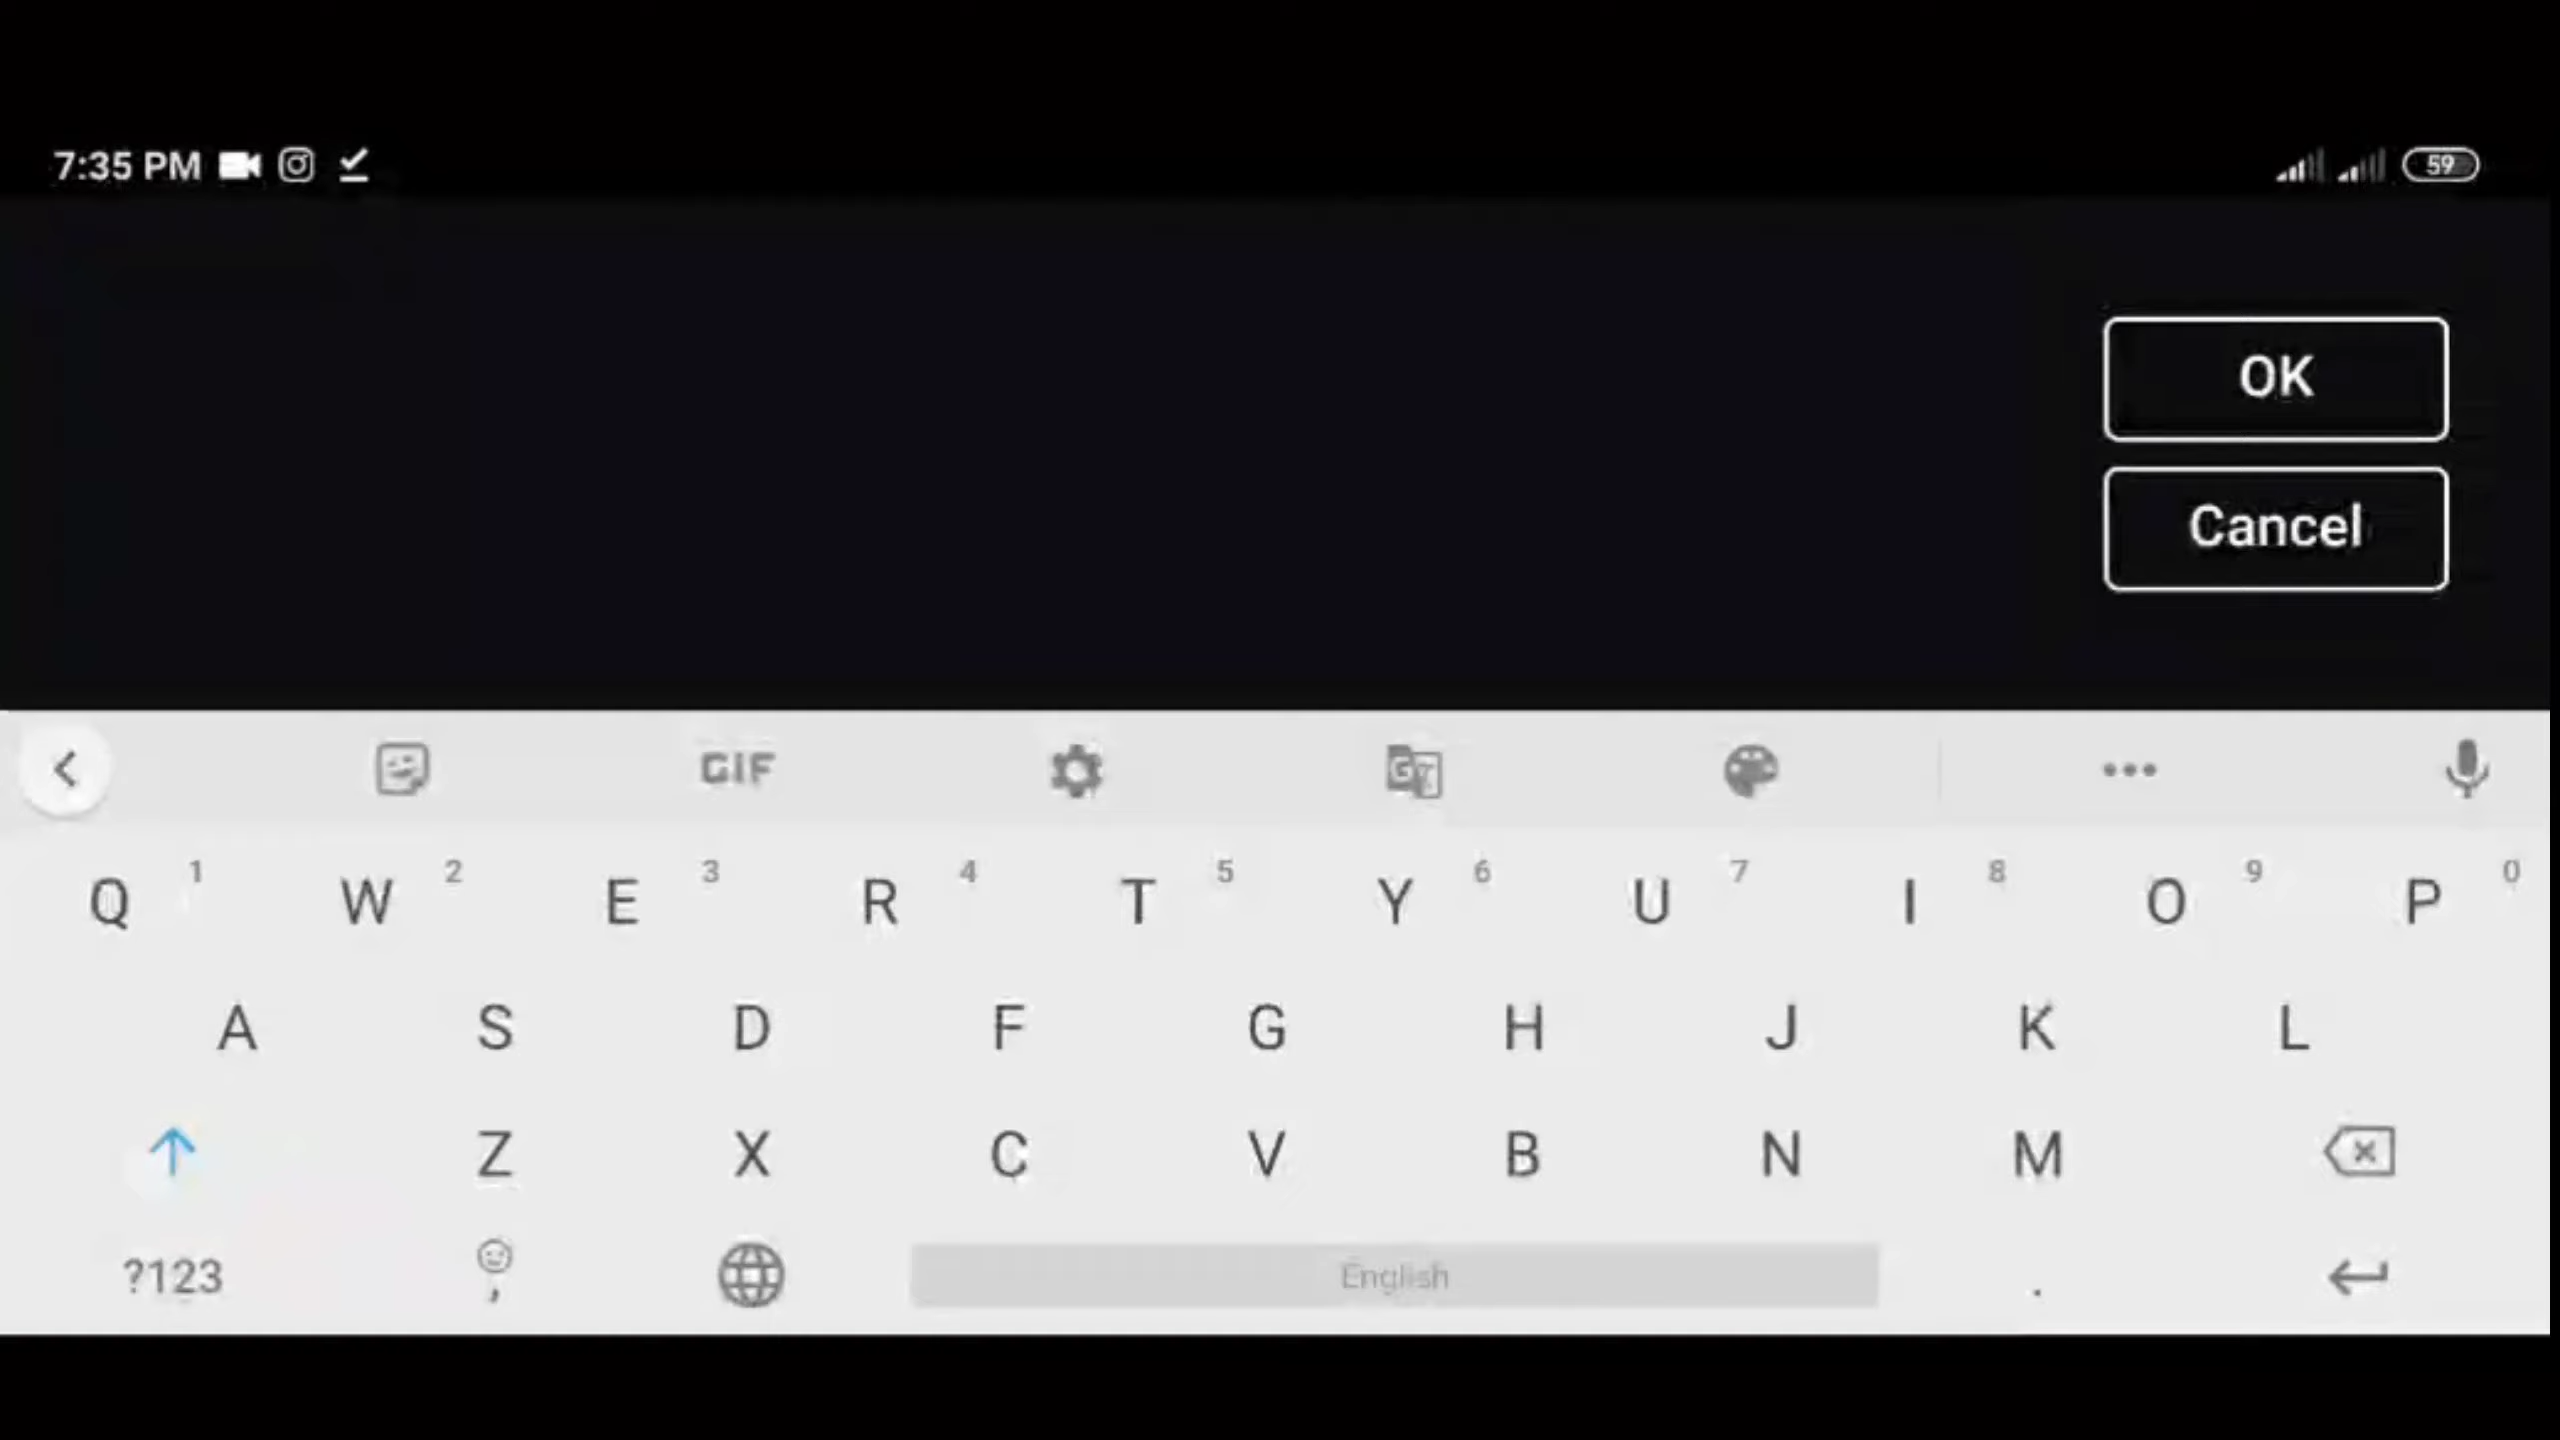 7:35 PM 59
OK
Cancel
GIF G
Q 1 W 2 E 3 R 4 T 5 Y 6 U 7 I 8 O 9 P 0
A S D F G H J K L
Z X C V B N M
?123 , English .